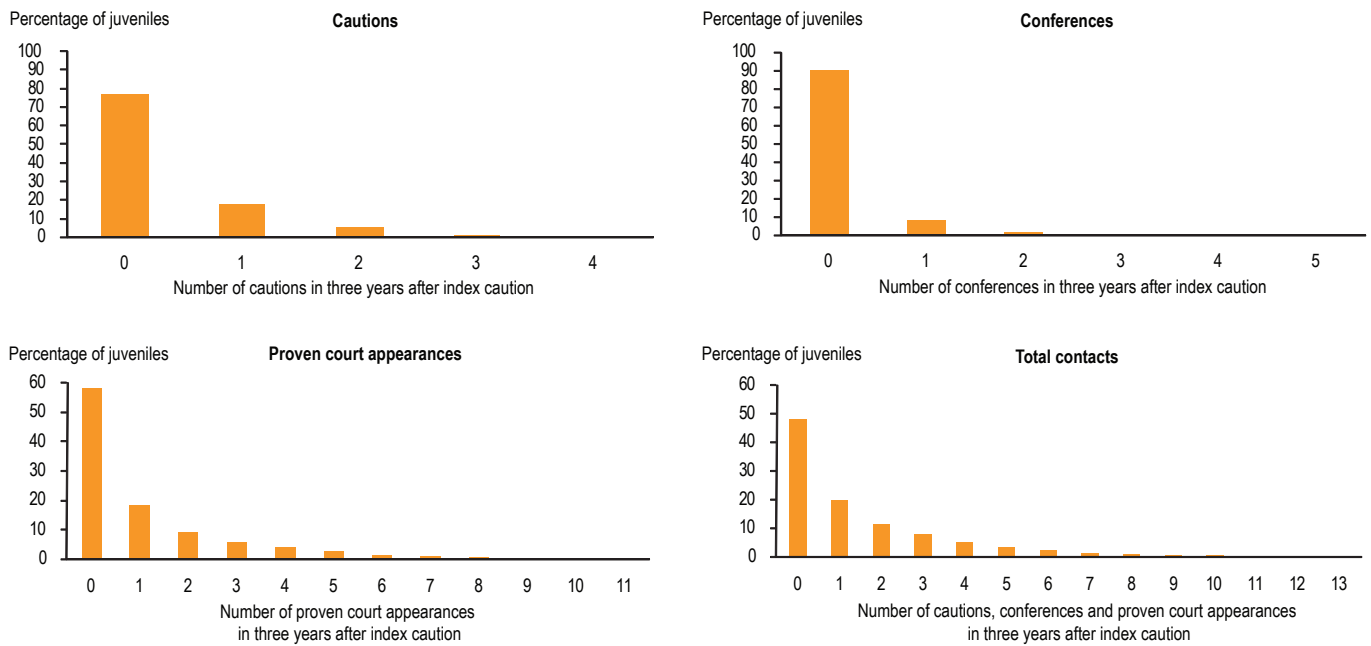 Percentage of juveniles
Cautions
100
90
80
70
60
50
40
30
20
10
0
0 1 2 3 4
Number of cautions in three years after index caution
Percentage of juveniles
Conferences
100
90
80
70
60
50
40
30
20
10
0
0 1 2 3 4 5
Number of conferences in three years after index caution
Percentage of juveniles
Proven court appearances
60
50
40
30
20
10
0
0 1 2 3 4 5 6 7 8 9 10 11
Number of proven court appearances
in three years after index caution
Percentage of juveniles
Total contacts
60
50
40
30
20
10
0
0 1 2 3 4 5 6 7 8 9 10 11 12 13
Number of cautions, conferences and proven court appearances
in three years after index caution